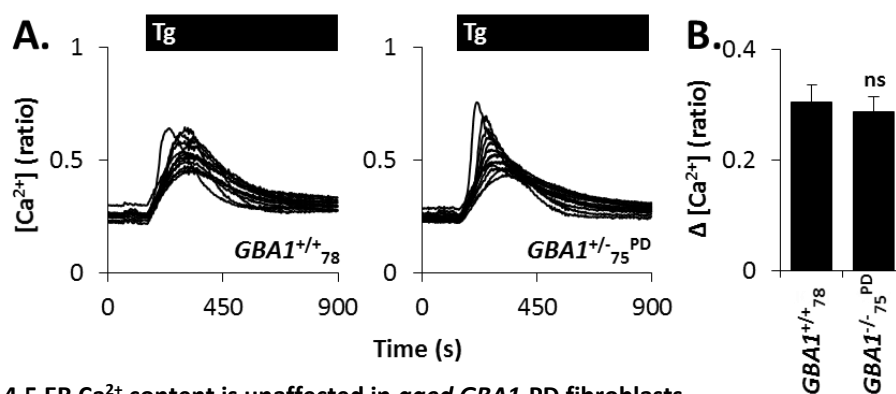 A.
Tg
Tg
B.
1
1
0.4
[Ca²⁺] (ratio)
0.5
0.5
Δ [Ca²⁺] (ratio)
0.2
GBA1⁺/⁺₇₈
GBA1⁺/⁻₇₅ᴾᴰ
ns
0
0
0
0
450
900
0
450
900
Time (s)
GBA1⁺/⁺₇₈
GBA1⁻/⁻₇₅ᴾᴰ
4.5 ER Ca²⁺ content is unaffected in aged GBA1 PD fibroblasts